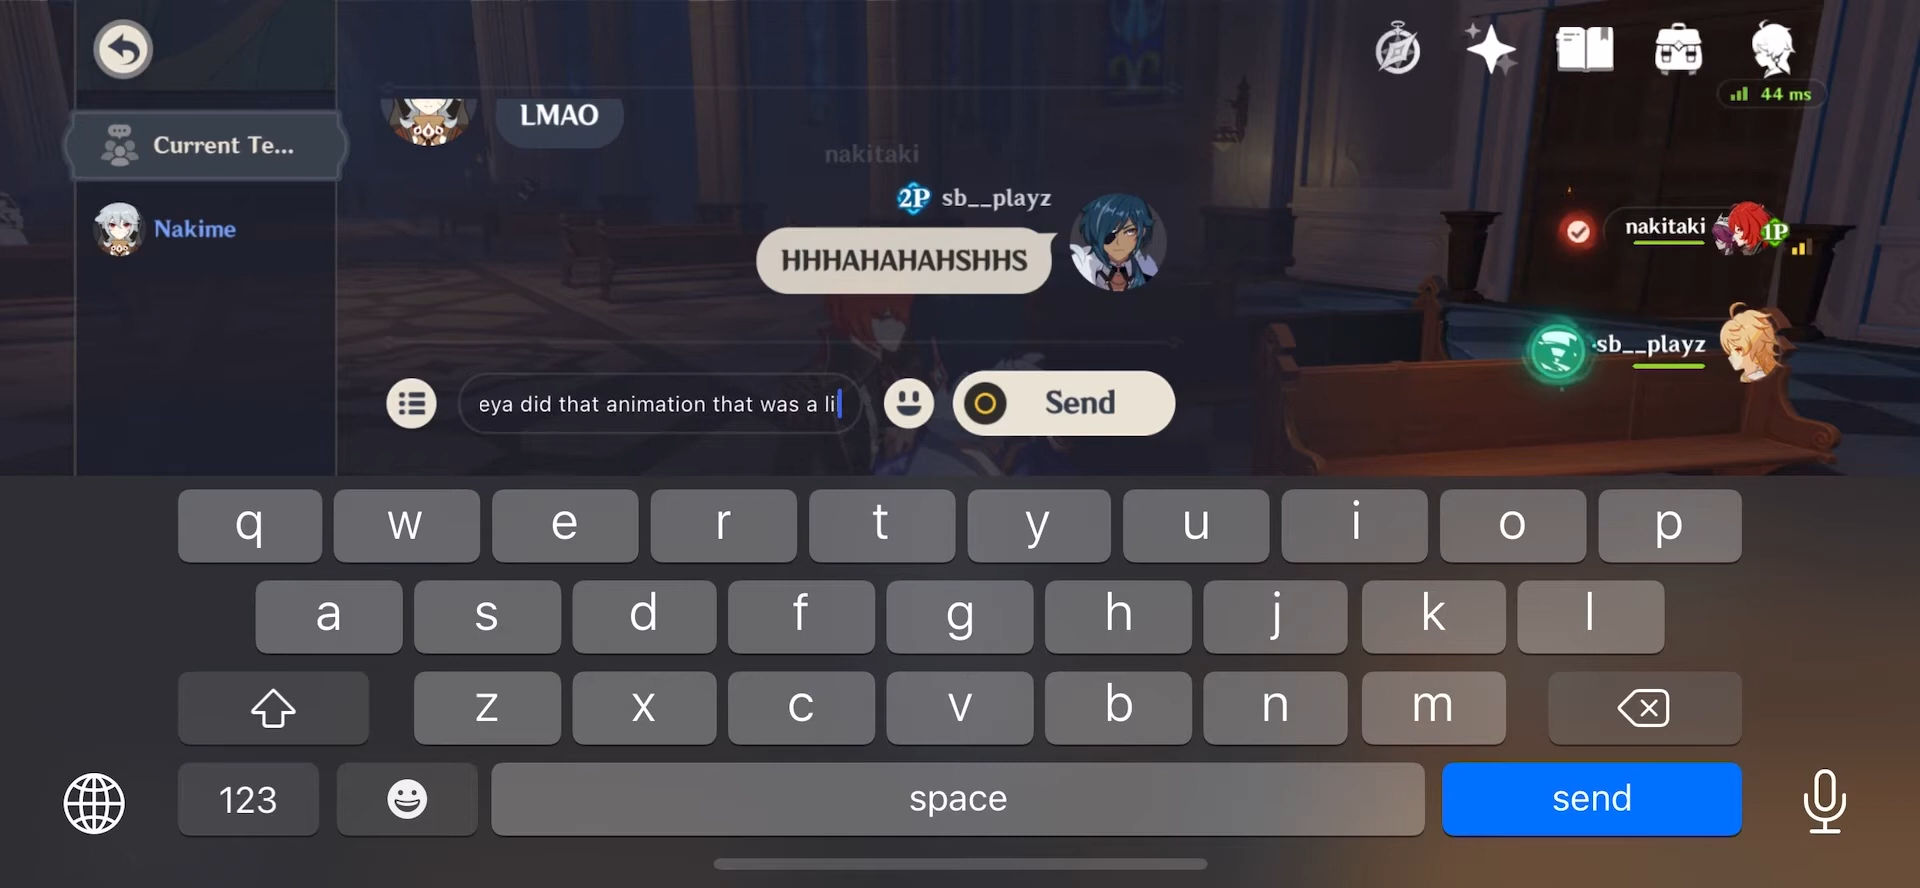 44 ms
Current Te...
LMAO
nakitaki
2P sb__playz
HHHAHAHAHSHHS
Nakime
nakitaki 1P
sb__playz
eya did that animation that was a li
Send
q w e r t y u i o p
a s d f g h j k l
z x c v b n m
123 space send